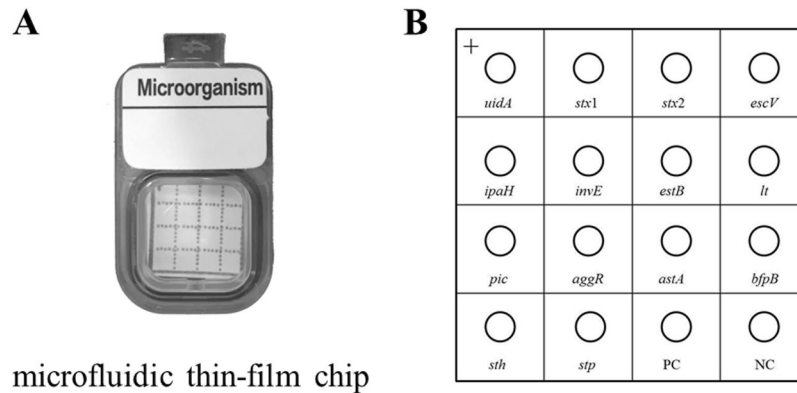 A
B
Microorganism
+
uidA stx1 stx2 escV
ipaH invE estB lt
pic aggR astA bfpB
sth stp PC NC
microfluidic thin-film chip